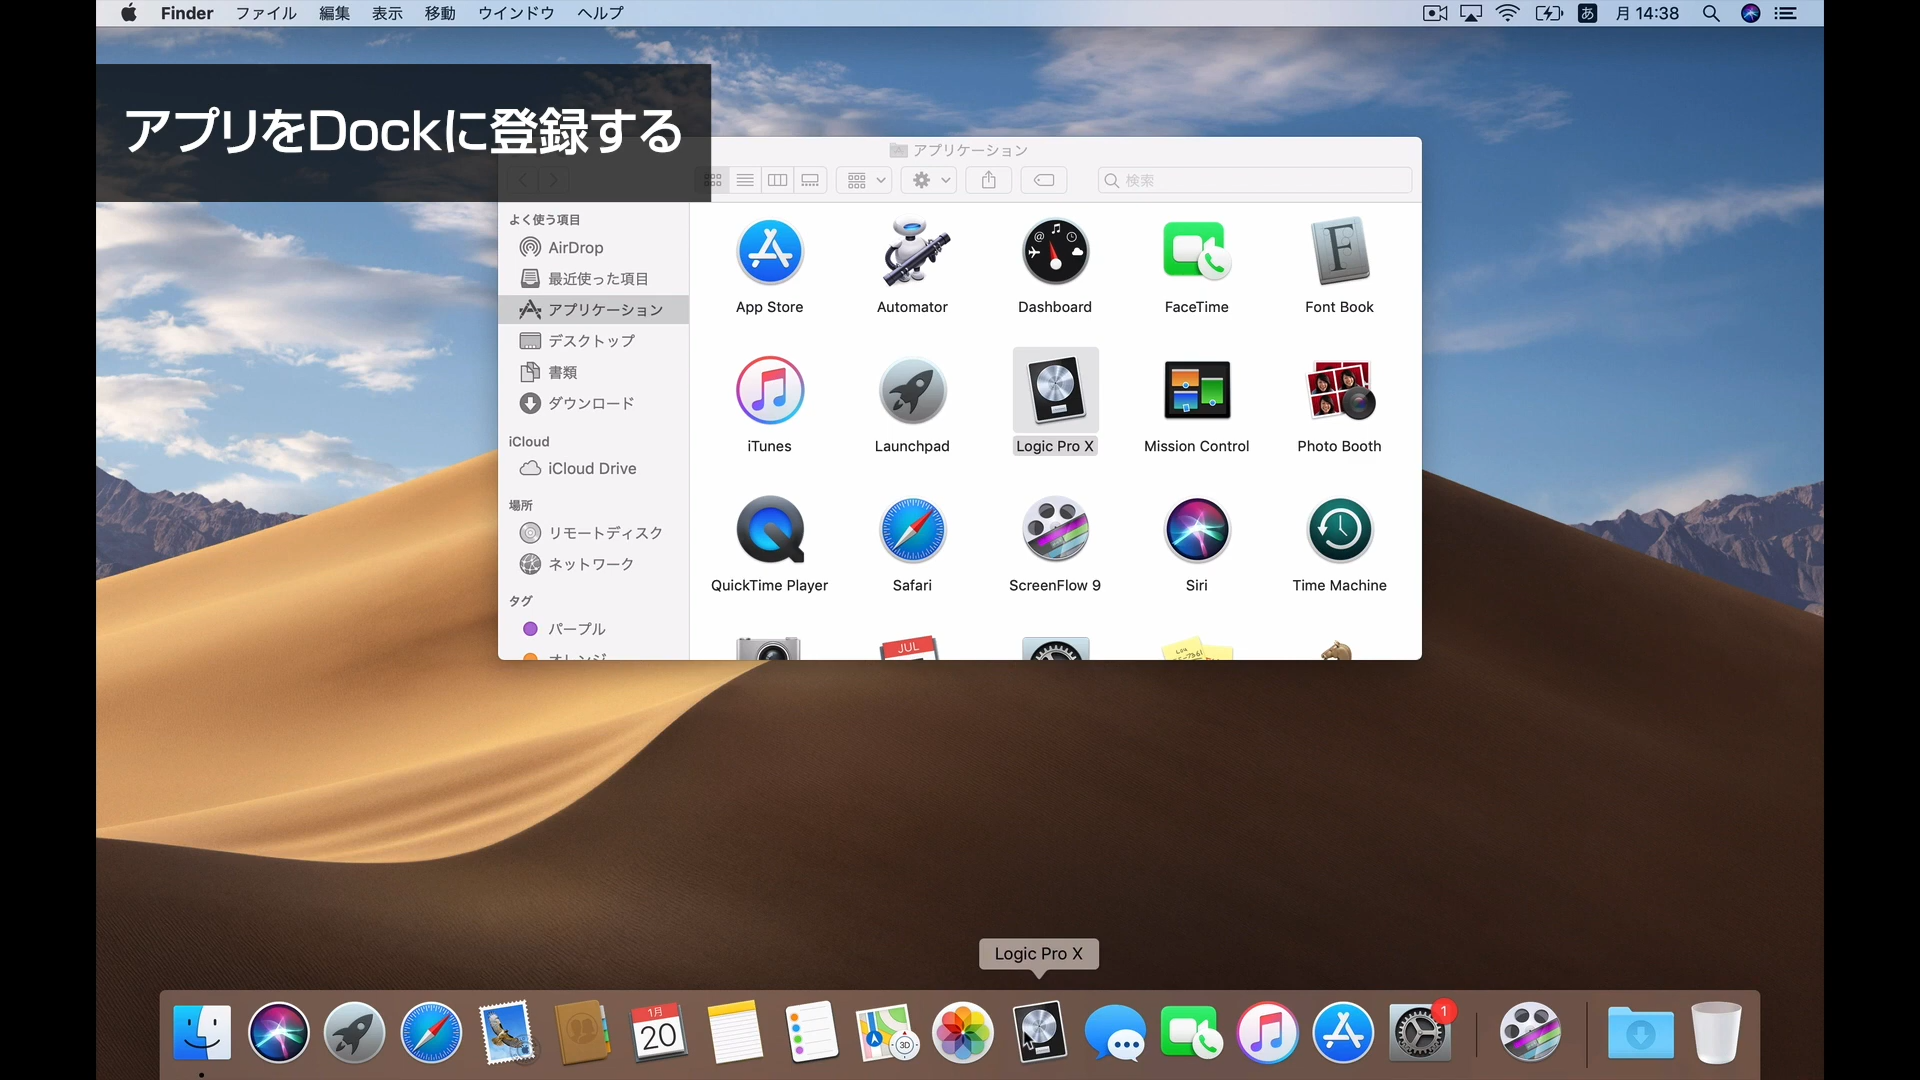 Finder ファイル 編集 表示 移動 ウインドウ ヘルプ
あ 月 14:38
アプリをDockに登録する
アプリケーション
検索
よく使う項目
AirDrop
最近使った項目
アプリケーション
デスクトップ
書類
ダウンロード
iCloud
iCloud Drive
場所
リモートディスク
ネットワーク
タグ
パープル
オレンジ
App Store Automator Dashboard FaceTime Font Book
iTunes Launchpad Logic Pro X Mission Control Photo Booth
QuickTime Player Safari ScreenFlow 9 Siri Time Machine
JUL
Logic Pro X
1月
20
3D
1